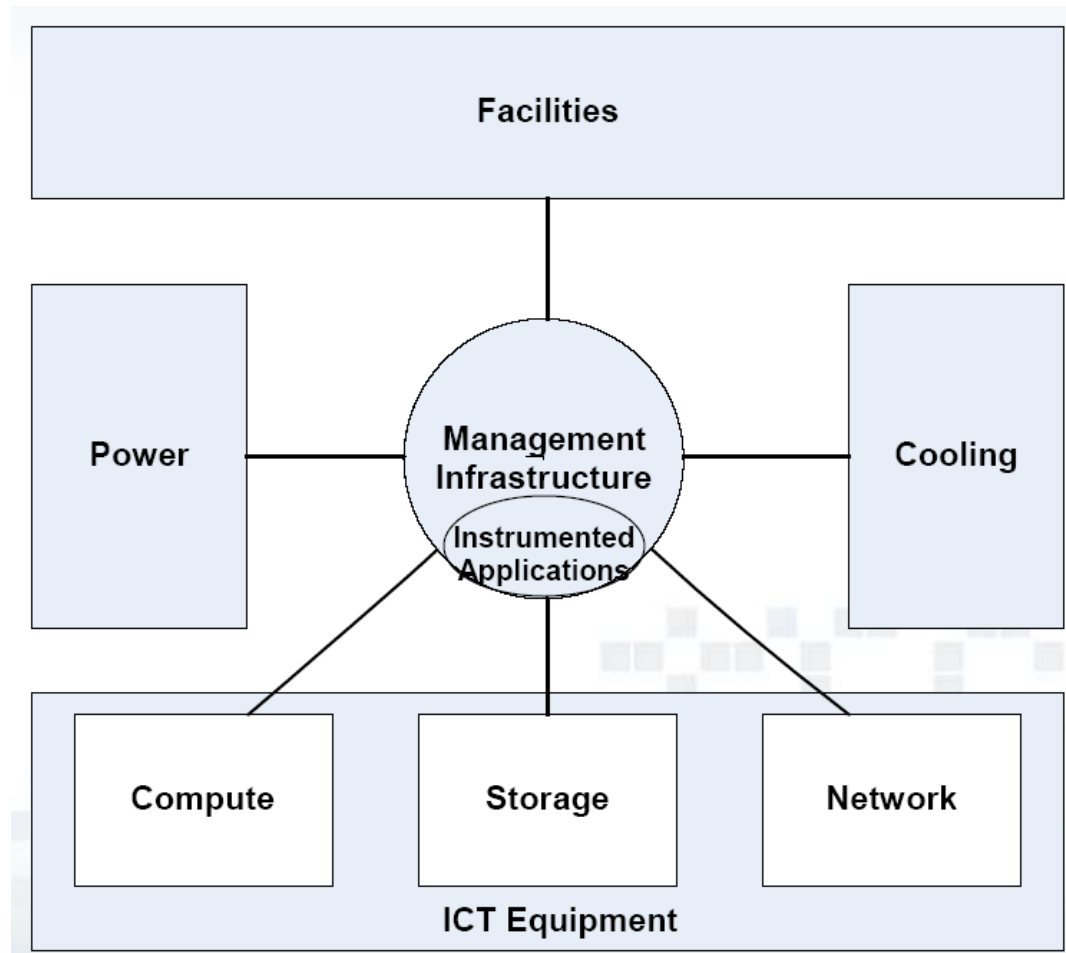 Facilities
Power
Management
Infrastructure
Cooling
Instrumented
Applications
Compute
Storage
Network
ICT Equipment